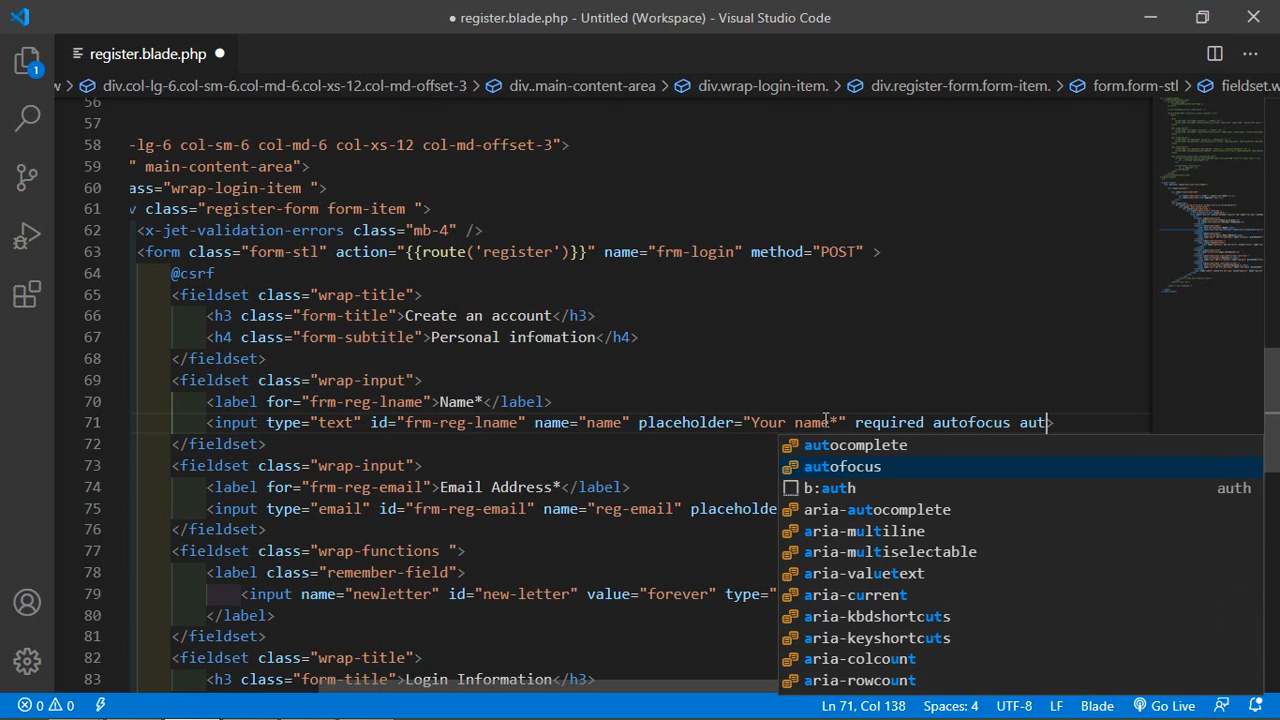 register.blade.php - Untitled (Workspace) - Visual Studio Code
register.blade.php
1
w > div.col-lg-6.col-sm-6.col-md-6.col-xs-12.col-md-offset-3 > div..main-content-area > div.wrap-login-item. > div.register-form.form-item. > form.form-stl > fieldset.w
56
57
58 -lg-6 col-sm-6 col-md-6 col-xs-12 col-md-offset-3">
59 " main-content-area">
60 ass="wrap-login-item ">
61 v class="register-form form-item ">
62 <x-jet-validation-errors class="mb-4" />
63 <form class="form-stl" action="{{route('register')}}" name="frm-login" method="POST" >
64 @csrf
65 <fieldset class="wrap-title">
66 <h3 class="form-title">Create an account</h3>
67 <h4 class="form-subtitle">Personal infomation</h4>
68 </fieldset>
69 <fieldset class="wrap-input">
70 <label for="frm-reg-lname">Name*</label>
71 <input type="text" id="frm-reg-lname" name="name" placeholder="Your name*" required autofocus aut>
72 </fieldset>
73 <fieldset class="wrap-input">
74 <label for="frm-reg-email">Email Address*</label>
75 <input type="email" id="frm-reg-email" name="reg-email" placeholde
76 </fieldset>
77 <fieldset class="wrap-functions ">
78 <label class="remember-field">
79 <input name="newletter" id="new-letter" value="forever" type="
80 </label>
81 </fieldset>
82 <fieldset class="wrap-title">
83 <h3 class="form-title">Login Information</h3>
autocomplete
autofocus
b:auth auth
aria-autocomplete
aria-multiline
aria-multiselectable
aria-valuetext
aria-current
aria-kbdshortcuts
aria-keyshortcuts
aria-colcount
aria-rowcount
0 0 Ln 71, Col 138 Spaces: 4 UTF-8 LF Blade Go Live